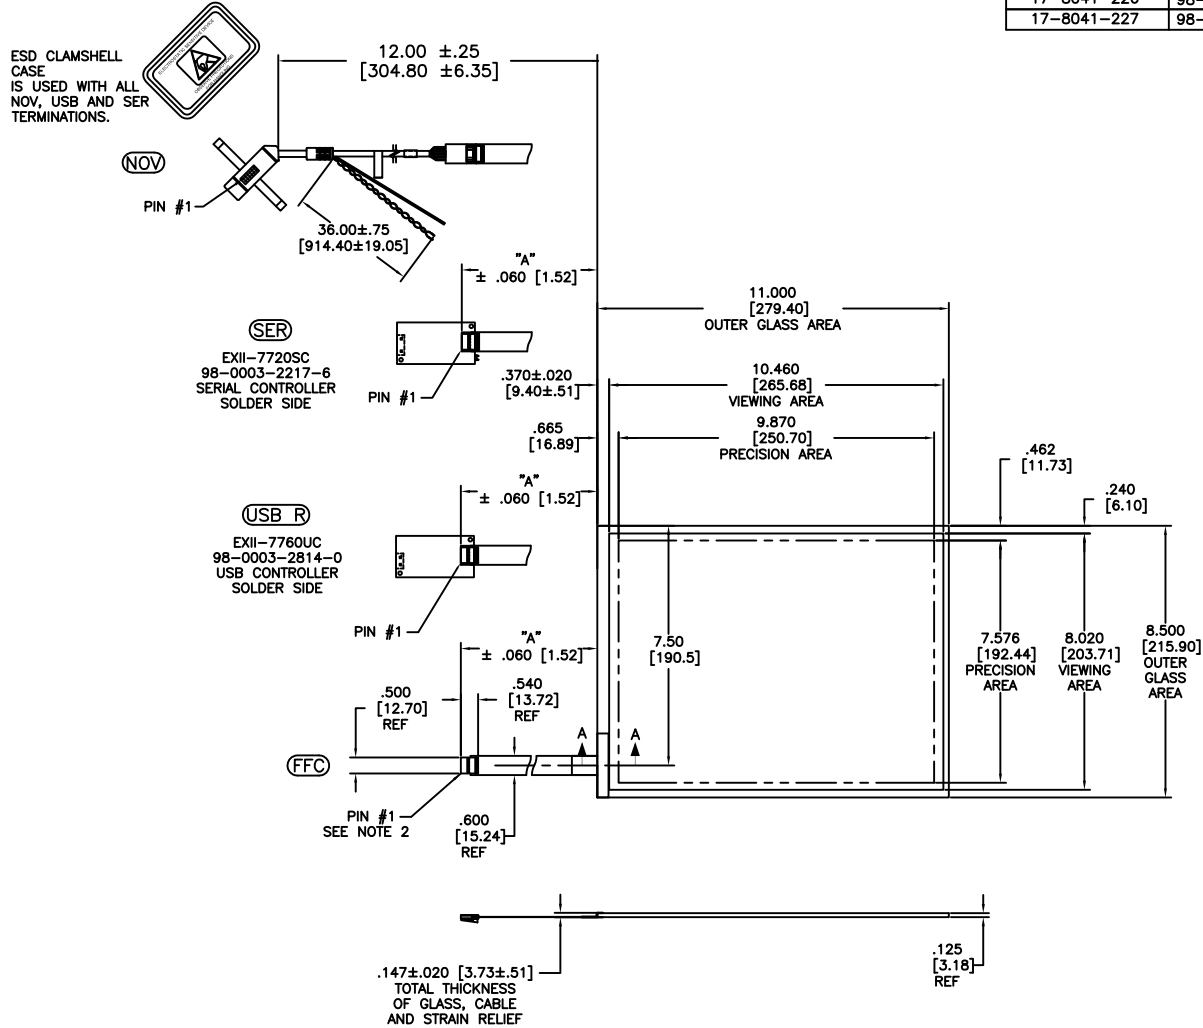 17-8041-227 98-
ESD CLAMSHELL
CASE
IS USED WITH ALL
NOV, USB AND SER
TERMINATIONS.
12.00 ±.25
[304.80 ±6.35]
NOV
PIN #1
36.00±.75
[914.40±19.05]
"A"
± .060 [1.52]
11.000
[279.40]
OUTER GLASS AREA
SER
EXII-7720SC
98-0003-2217-6
SERIAL CONTROLLER
SOLDER SIDE
PIN #1
.370±.020
[9.40±.51]
10.460
[265.68]
VIEWING AREA
.665
[16.89]
9.870
[250.70]
PRECISION AREA
.462
[11.73]
.240
[6.10]
"A"
± .060 [1.52]
USB R
EXII-7760UC
98-0003-2814-0
USB CONTROLLER
SOLDER SIDE
PIN #1
"A"
± .060 [1.52]
7.50
[190.5]
7.576
[192.44]
PRECISION
AREA
8.020
[203.71]
VIEWING
AREA
8.500
[215.90]
OUTER
GLASS
AREA
.500
[12.70]
REF
.540
[13.72]
REF
A A
FFC
PIN #1
SEE NOTE 2
.600
[15.24]
REF
.147±.020 [3.73±.51]
TOTAL THICKNESS
OF GLASS, CABLE
AND STRAIN RELIEF
.125
[3.18]
REF